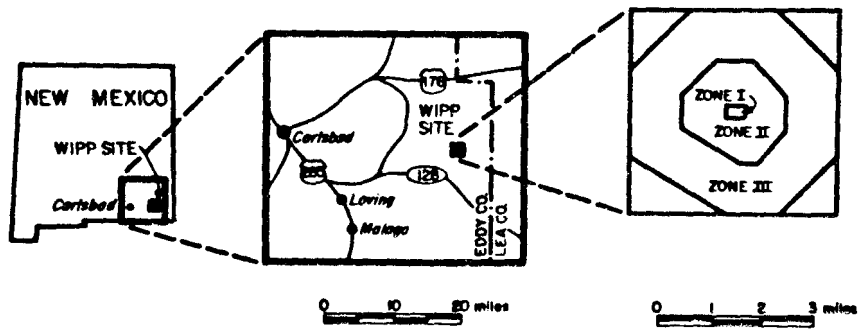 NEW MEXICO
WIPP SITE
Carlsbad
176
WIPP
SITE
Carlsbad
285
128
Loving
Malaga
EDDY CO.
LEA CO.
ZONE I
ZONE II
ZONE III
0 10 20 miles
0 1 2 3 miles